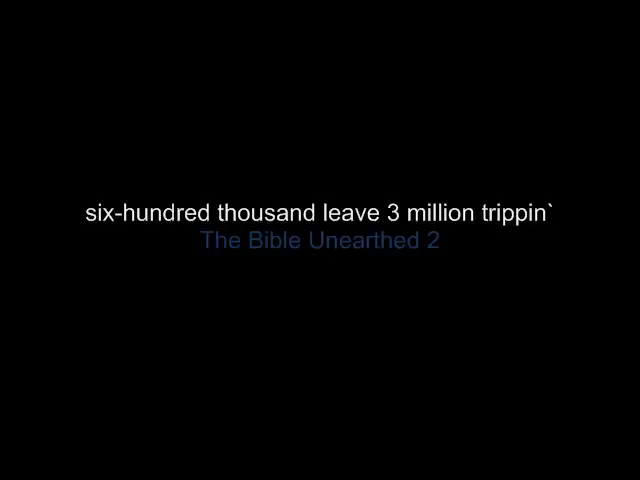 six-hundred thousand leave 3 million trippin`
The Bible Unearthed 2